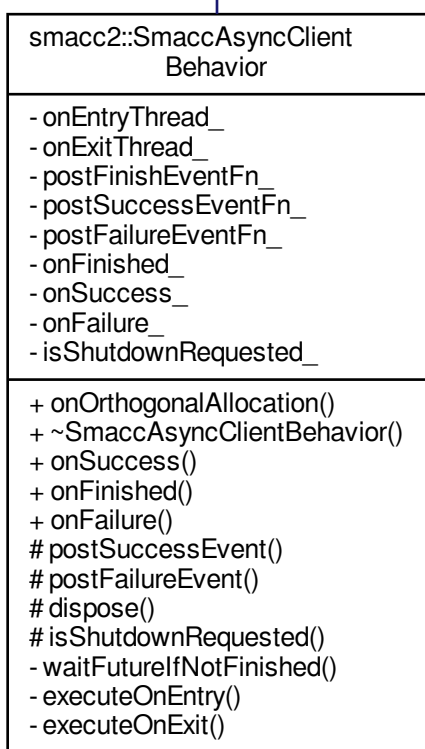 smacc2::SmaccAsyncClient
Behavior
- onEntryThread_
- onExitThread_
- postFinishEventFn_
- postSuccessEventFn_
- postFailureEventFn_
- onFinished_
- onSuccess_
- onFailure_
- isShutdownRequested_
+ onOrthogonalAllocation()
+ ~SmaccAsyncClientBehavior()
+ onSuccess()
+ onFinished()
+ onFailure()
# postSuccessEvent()
# postFailureEvent()
# dispose()
# isShutdownRequested()
- waitFutureIfNotFinished()
- executeOnEntry()
- executeOnExit()